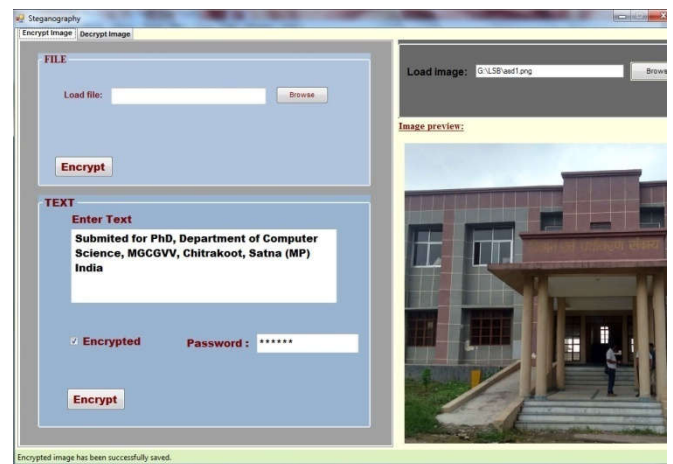 Steganography
Encrypt Image Decrypt Image
FILE
Load file:
Browse
Encrypt
TEXT
Enter Text
Submited for PhD, Department of Computer
Science, MGCGVV, Chitrakoot, Satna (MP)
India
Encrypted
Password : ******
Encrypt
Load image: G:\LSB\aed1.png
Brows
Image preview:
Encrypted image has been successfully saved.